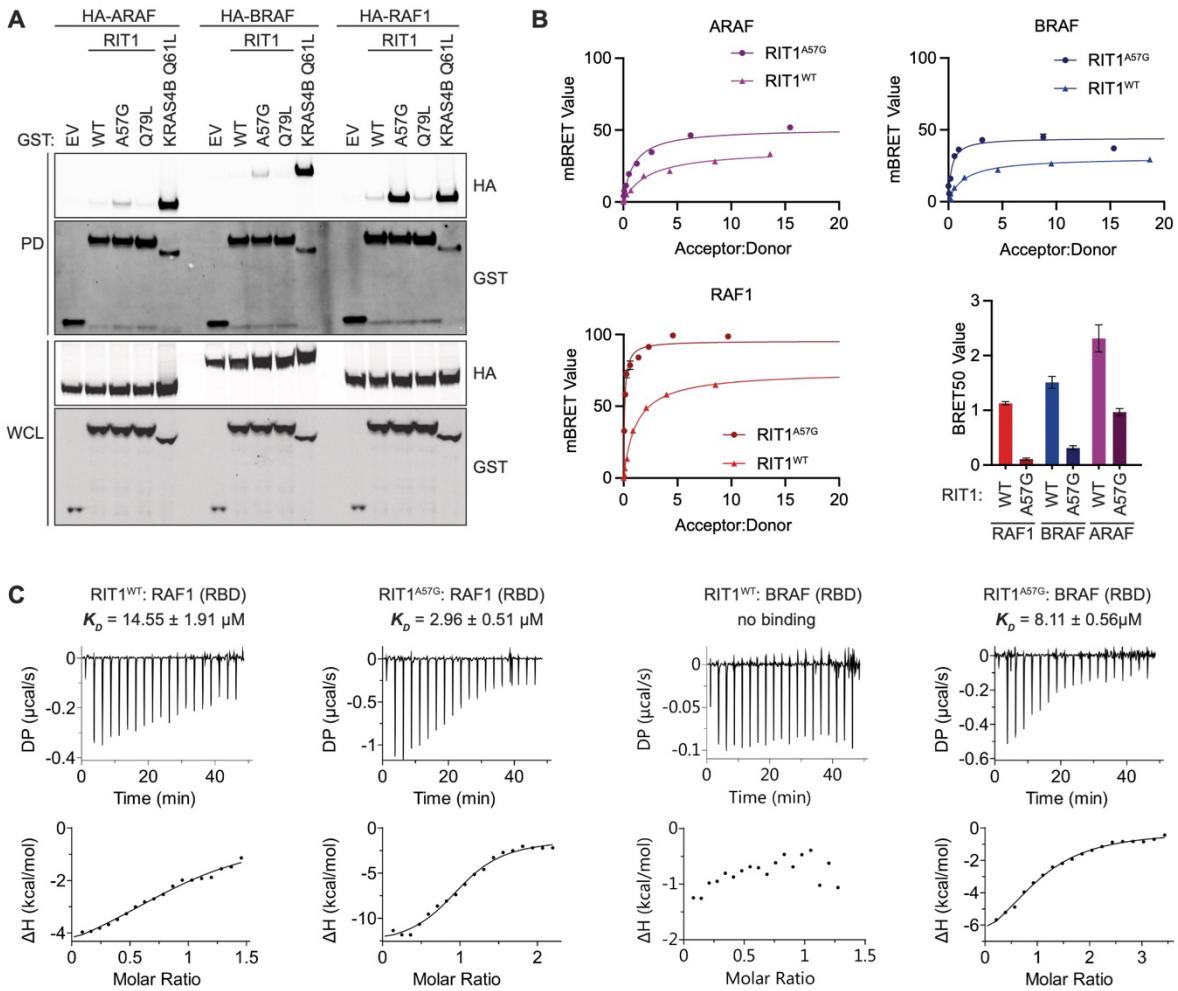 A
HA-ARAF HA-BRAF HA-RAF1
RIT1 RIT1 RIT1
GST: EV WT A57G Q79L KRAS4B Q61L EV WT A57G Q79L KRAS4B Q61L EV WT A57G Q79L KRAS4B Q61L
HA
PD
GST
HA
WCL
GST
B
ARAF
mBRET Value
100
50
0
0 5 10 15 20
Acceptor:Donor
RIT1A57G
RIT1WT
BRAF
mBRET Value
100
50
0
0 5 10 15 20
Acceptor:Donor
RIT1A57G
RIT1WT
RAF1
mBRET Value
100
50
0
0 5 10 15 20
Acceptor:Donor
RIT1A57G
RIT1WT
BRET50 Value
3
2
1
0
RIT1: WT A57G WT A57G WT A57G
RAF1 BRAF ARAF
C
RIT1WT: RAF1 (RBD)
KD = 14.55 ± 1.91 µM
DP (µcal/s)
0
-0.2
-0.4
0 20 40
Time (min)
ΔH (kcal/mol)
0
-2
-4
0 0.5 1 1.5
Molar Ratio
RIT1A57G: RAF1 (RBD)
KD = 2.96 ± 0.51 µM
DP (µcal/s)
0
-0.5
-1
0 20 40
Time (min)
ΔH (kcal/mol)
0
-5
-10
0 1 2
Molar Ratio
RIT1WT: BRAF (RBD)
no binding
DP (µcal/s)
0
-0.05
-0.1
0 20 40
Time (min)
ΔH (kcal/mol)
0
-1
-2
0 0.5 1 1.5
Molar Ratio
RIT1A57G: BRAF (RBD)
KD = 8.11 ± 0.56µM
DP (µcal/s)
0
-0.2
-0.4
-0.6
0 20 40
Time (min)
ΔH (kcal/mol)
0
-2
-4
-6
0 1 2 3
Molar Ratio